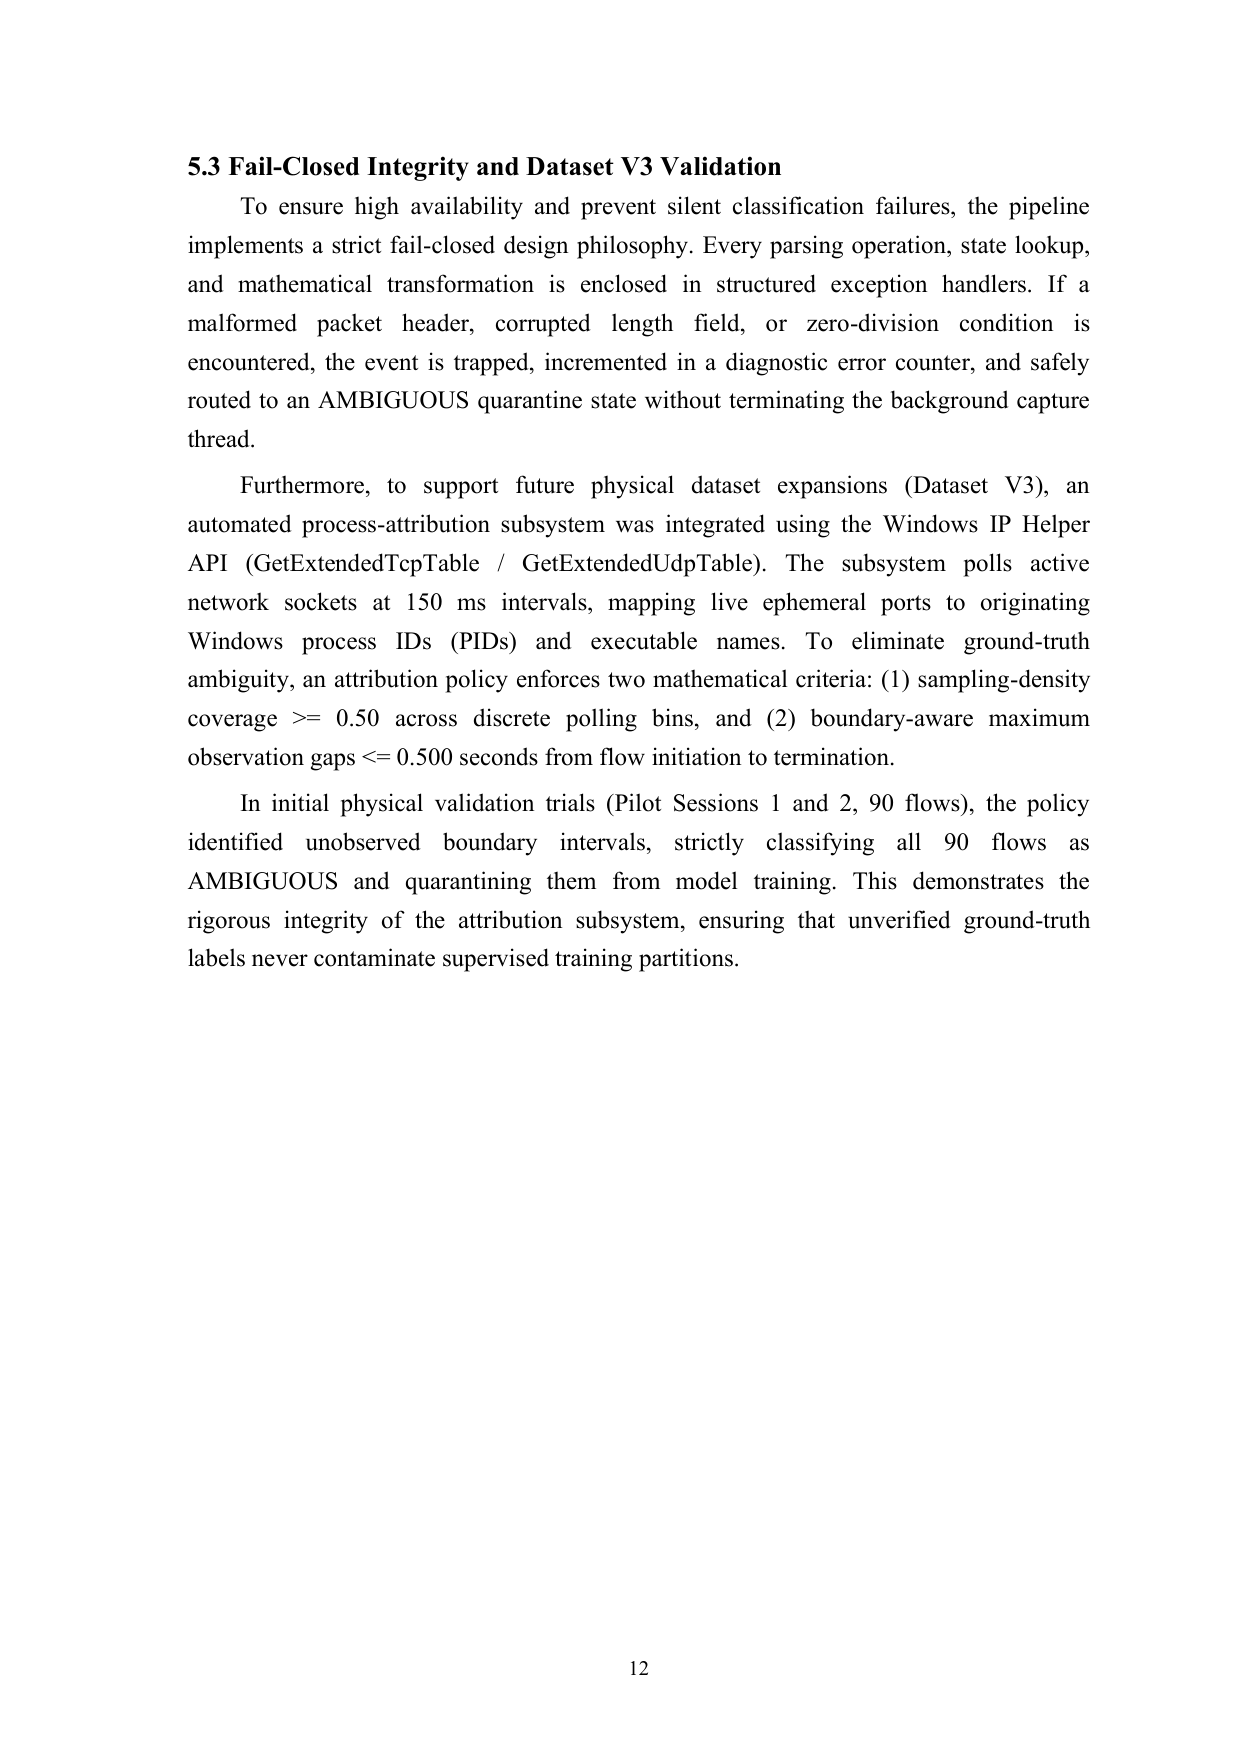 5.3 Fail-Closed Integrity and Dataset V3 Validation
To ensure high availability and prevent silent classification failures, the pipeline
implements a strict fail-closed design philosophy. Every parsing operation, state lookup,
and mathematical transformation is enclosed in structured exception handlers. If a
malformed packet header, corrupted length field, or zero-division condition is
encountered, the event is trapped, incremented in a diagnostic error counter, and safely
routed to an AMBIGUOUS quarantine state without terminating the background capture
thread.
Furthermore, to support future physical dataset expansions (Dataset V3), an
automated process-attribution subsystem was integrated using the Windows IP Helper
API (GetExtendedTcpTable / GetExtendedUdpTable). The subsystem polls active
network sockets at 150 ms intervals, mapping live ephemeral ports to originating
Windows process IDs (PIDs) and executable names. To eliminate ground-truth
ambiguity, an attribution policy enforces two mathematical criteria: (1) sampling-density
coverage >= 0.50 across discrete polling bins, and (2) boundary-aware maximum
observation gaps <= 0.500 seconds from flow initiation to termination.
In initial physical validation trials (Pilot Sessions 1 and 2, 90 flows), the policy
identified unobserved boundary intervals, strictly classifying all 90 flows as
AMBIGUOUS and quarantining them from model training. This demonstrates the
rigorous integrity of the attribution subsystem, ensuring that unverified ground-truth
labels never contaminate supervised training partitions.
12